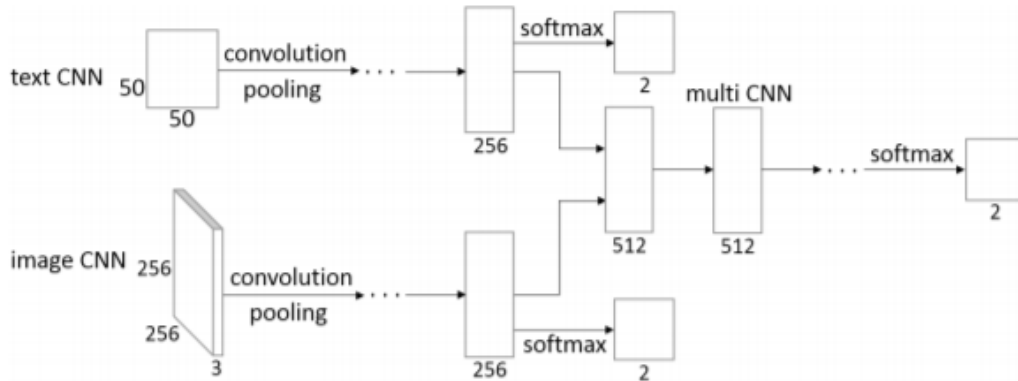 text CNN
50
50
convolution
pooling
. . .
256
softmax
2
multi CNN
512
512
. . .
softmax
2
image CNN
256
256
3
convolution
pooling
. . .
256
softmax
2